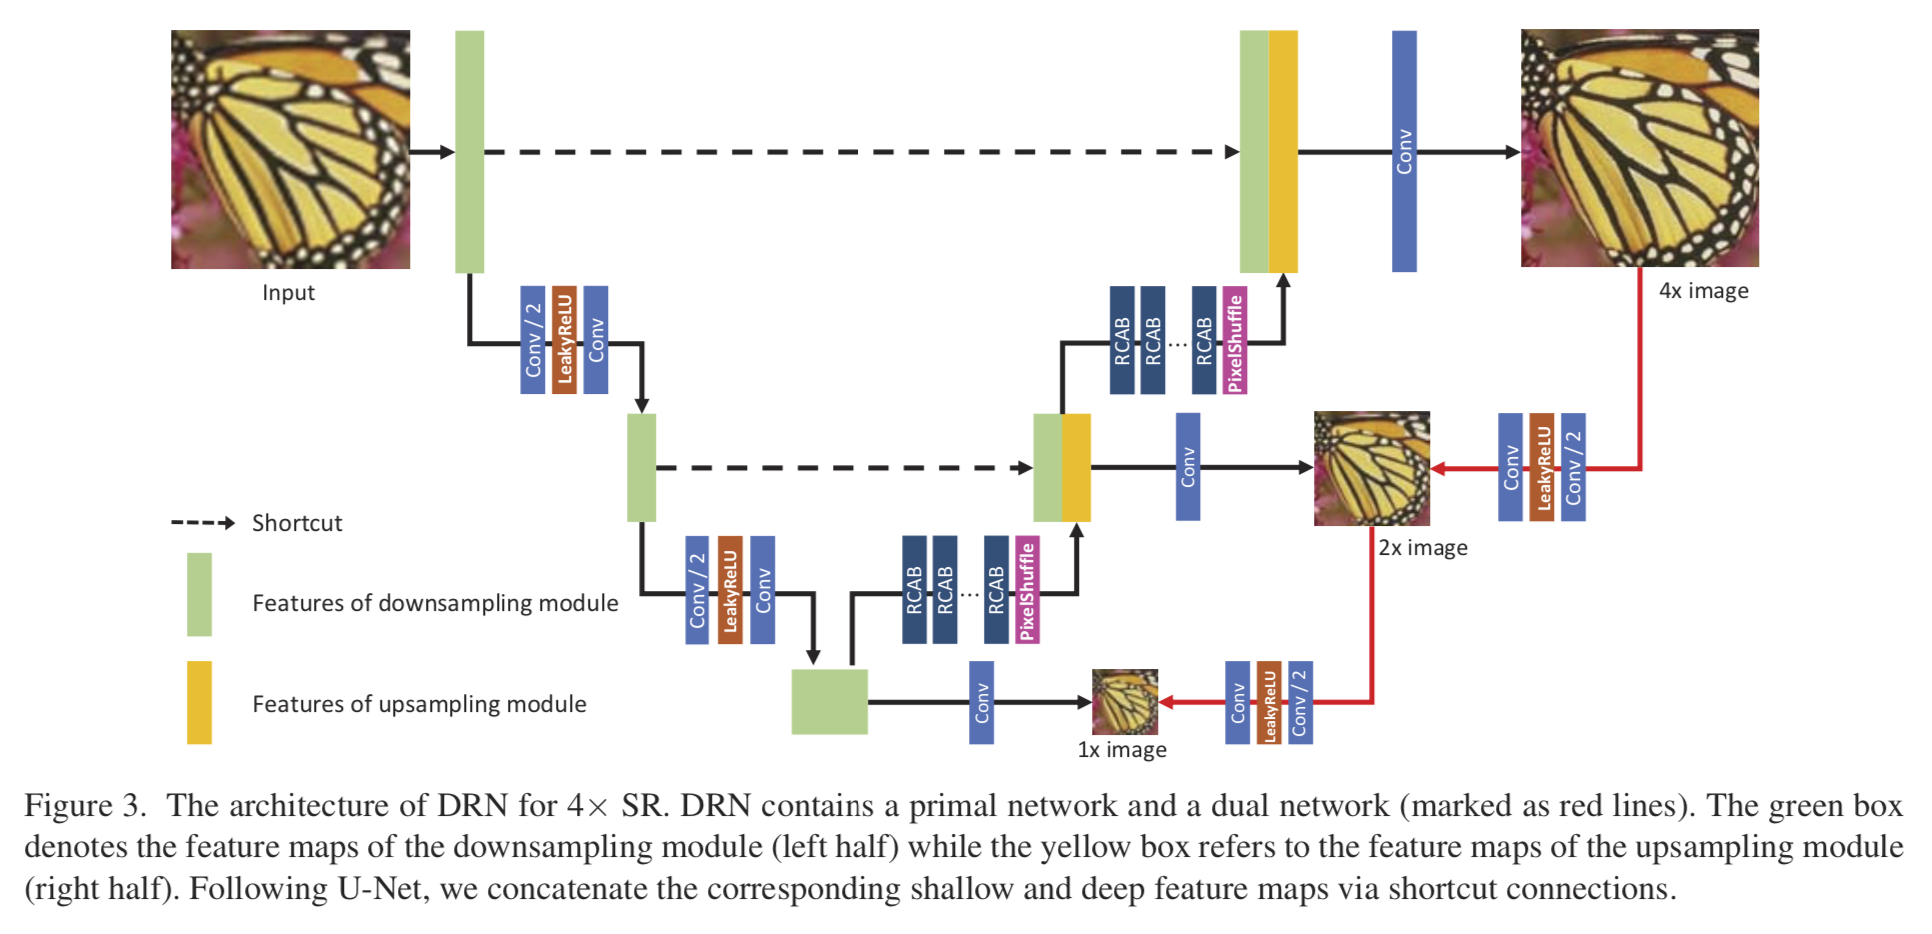 Input
Conv
4x image
Conv / 2
LeakyReLU
Conv
RCAB
RCAB
...
RCAB
PixelShuffle
Conv
Conv
LeakyReLU
Conv / 2
2x image
Shortcut
Features of downsampling module
Features of upsampling module
Conv / 2
LeakyReLU
Conv
RCAB
RCAB
...
RCAB
PixelShuffle
Conv
1x image
Conv
LeakyReLU
Conv / 2
Figure 3. The architecture of DRN for 4× SR. DRN contains a primal network and a dual network (marked as red lines). The green box
denotes the feature maps of the downsampling module (left half) while the yellow box refers to the feature maps of the upsampling module
(right half). Following U-Net, we concatenate the corresponding shallow and deep feature maps via shortcut connections.